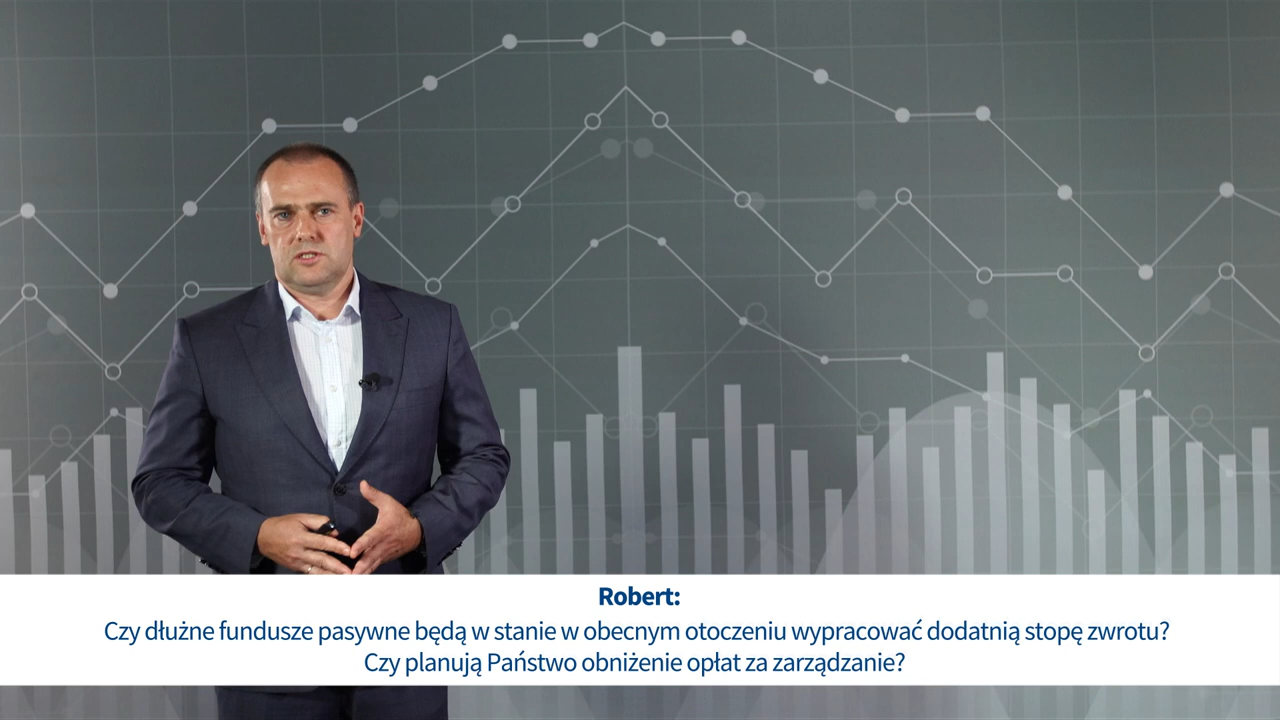 Robert:
Czy dłużne fundusze pasywne będą w stanie w obecnym otoczeniu wypracować dodatnią stopę zwrotu?
Czy planują Państwo obniżenie opłat za zarządzanie?